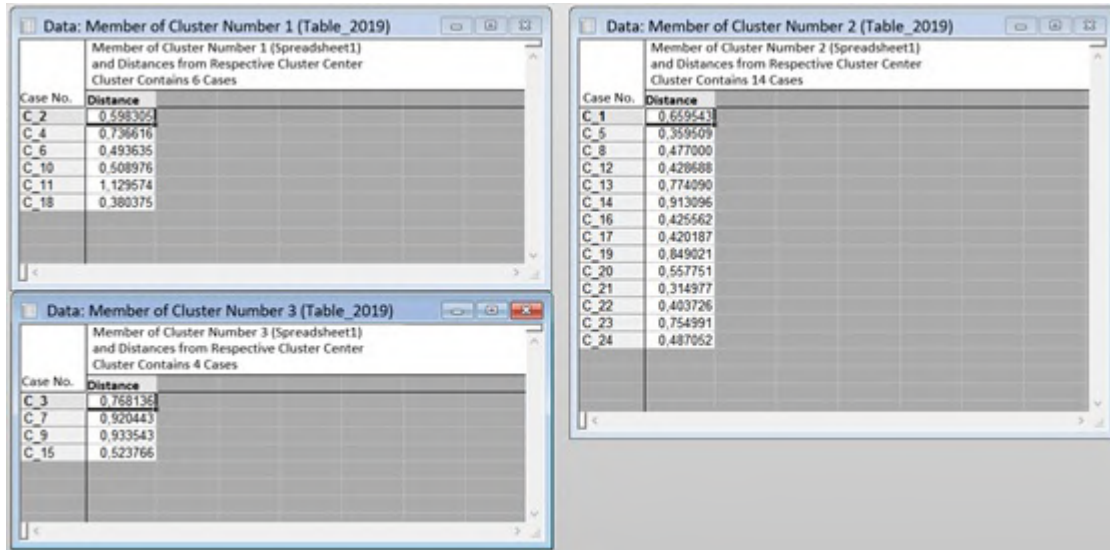 Data: Member of Cluster Number 1 (Table_2019)
Member of Cluster Number 1 (Spreadsheet1)
and Distances from Respective Cluster Center
Cluster Contains 6 Cases
Case No. Distance
C_2 0,598305
C_4 0,736616
C_6 0,493635
C_10 0,508976
C_11 1,129574
C_18 0,380375
Data: Member of Cluster Number 2 (Table_2019)
Member of Cluster Number 2 (Spreadsheet1)
and Distances from Respective Cluster Center
Cluster Contains 14 Cases
Case No. Distance
C_1 0,659543
C_5 0,359509
C_8 0,477000
C_12 0,428688
C_13 0,774090
C_14 0,913096
C_16 0,425562
C_17 0,420187
C_19 0,849021
C_20 0,557751
C_21 0,314977
C_22 0,403726
C_23 0,754991
C_24 0,487052
Data: Member of Cluster Number 3 (Table_2019)
Member of Cluster Number 3 (Spreadsheet1)
and Distances from Respective Cluster Center
Cluster Contains 4 Cases
Case No. Distance
C_3 0,768136
C_7 0,920443
C_9 0,933543
C_15 0,523766